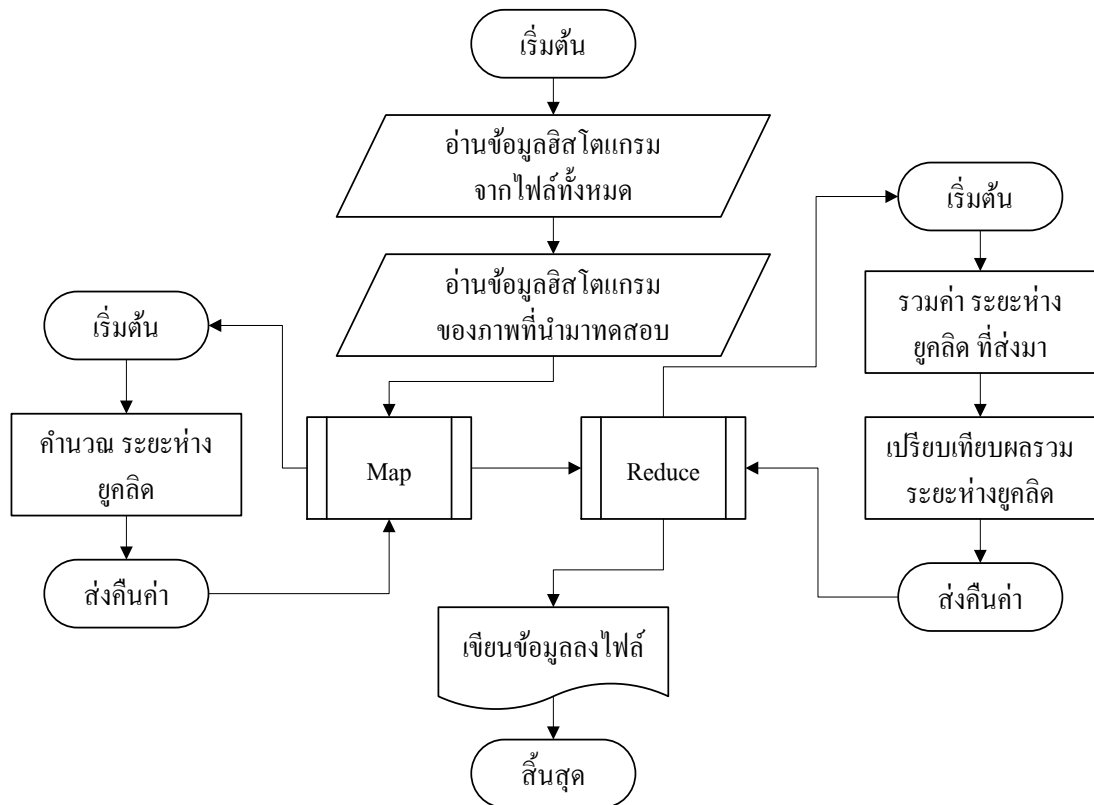 เริ่มต้น
อ่านข้อมูลฮิสโตแกรม
จากไฟล์ทั้งหมด
อ่านข้อมูลฮิสโตแกรม
ของภาพที่นำมาทดสอบ
เริ่มต้น
คำนวณ ระยะห่าง
ยูคลิด
ส่งคืนค่า
Map
Reduce
เริ่มต้น
รวมค่า ระยะห่าง
ยูคลิด ที่ส่งมา
เปรียบเทียบผลรวม
ระยะห่างยูคลิด
ส่งคืนค่า
เขียนข้อมูลลงไฟล์
สิ้นสุด